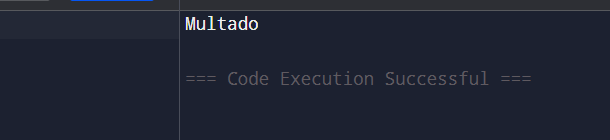 Multado
=== Code Execution Successful ===